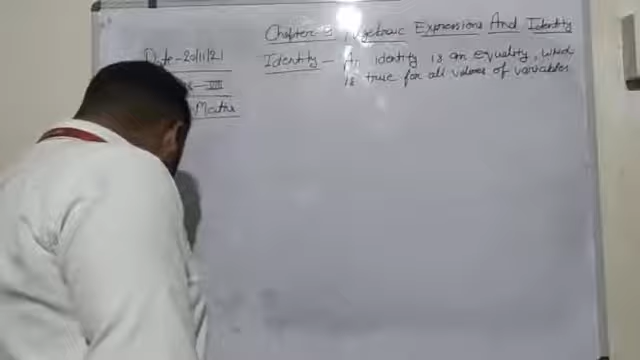 Chapter 9 Algebraic Expressions And Identity
Date-20/11/21
Identity - An identity is an equality, which
is true for all values of variables
VIII
Maths